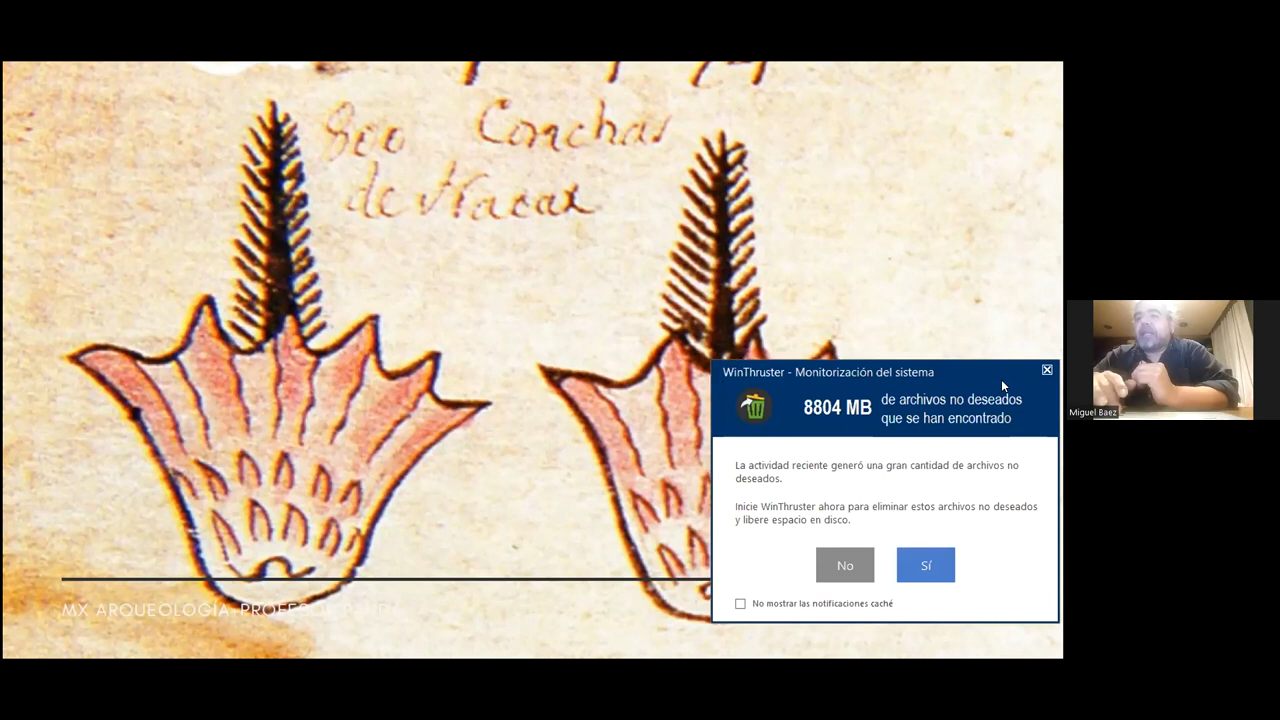 800 Conchas
de vracax
MX ARQUEOLOGÍA-PROFESOR
WinThruster - Monitorización del sistema
8804 MB de archivos no deseados
que se han encontrado
La actividad reciente generó una gran cantidad de archivos no
deseados.
Inicie WinThruster ahora para eliminar estos archivos no deseados
y libere espacio en disco.
No Sí
No mostrar las notificaciones caché
Miguel Baez